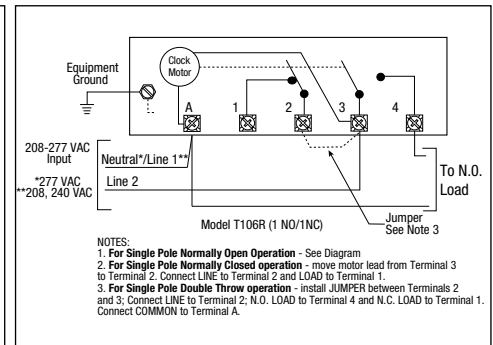 Equipment
Ground
Clock
Motor
A
1
2
3
4
208-277 VAC
Input
Neutral*/Line 1**
*277 VAC
**208, 240 VAC
Line 2
To N.O.
Load
Model T106R (1 NO/1NC)
Jumper
See Note 3
NOTES:
1. For Single Pole Normally Open Operation - See Diagram
2. For Single Pole Normally Closed operation - move motor lead from Terminal 3
to Terminal 2. Connect LINE to Terminal 2 and LOAD to Terminal 1.
3. For Single Pole Double Throw operation - install JUMPER between Terminals 2
and 3; Connect LINE to Terminal 2; N.O. LOAD to Terminal 4 and N.C. LOAD to Terminal 1.
Connect COMMON to Terminal A.